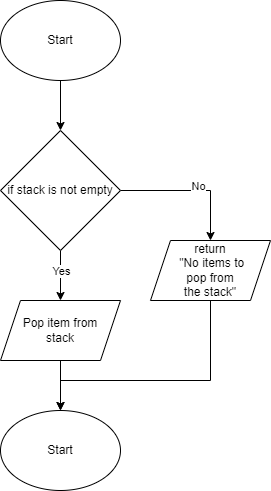 Start
if stack is not empty
No
return
"No items to
pop from
the stack"
Yes
Pop item from
stack
Start